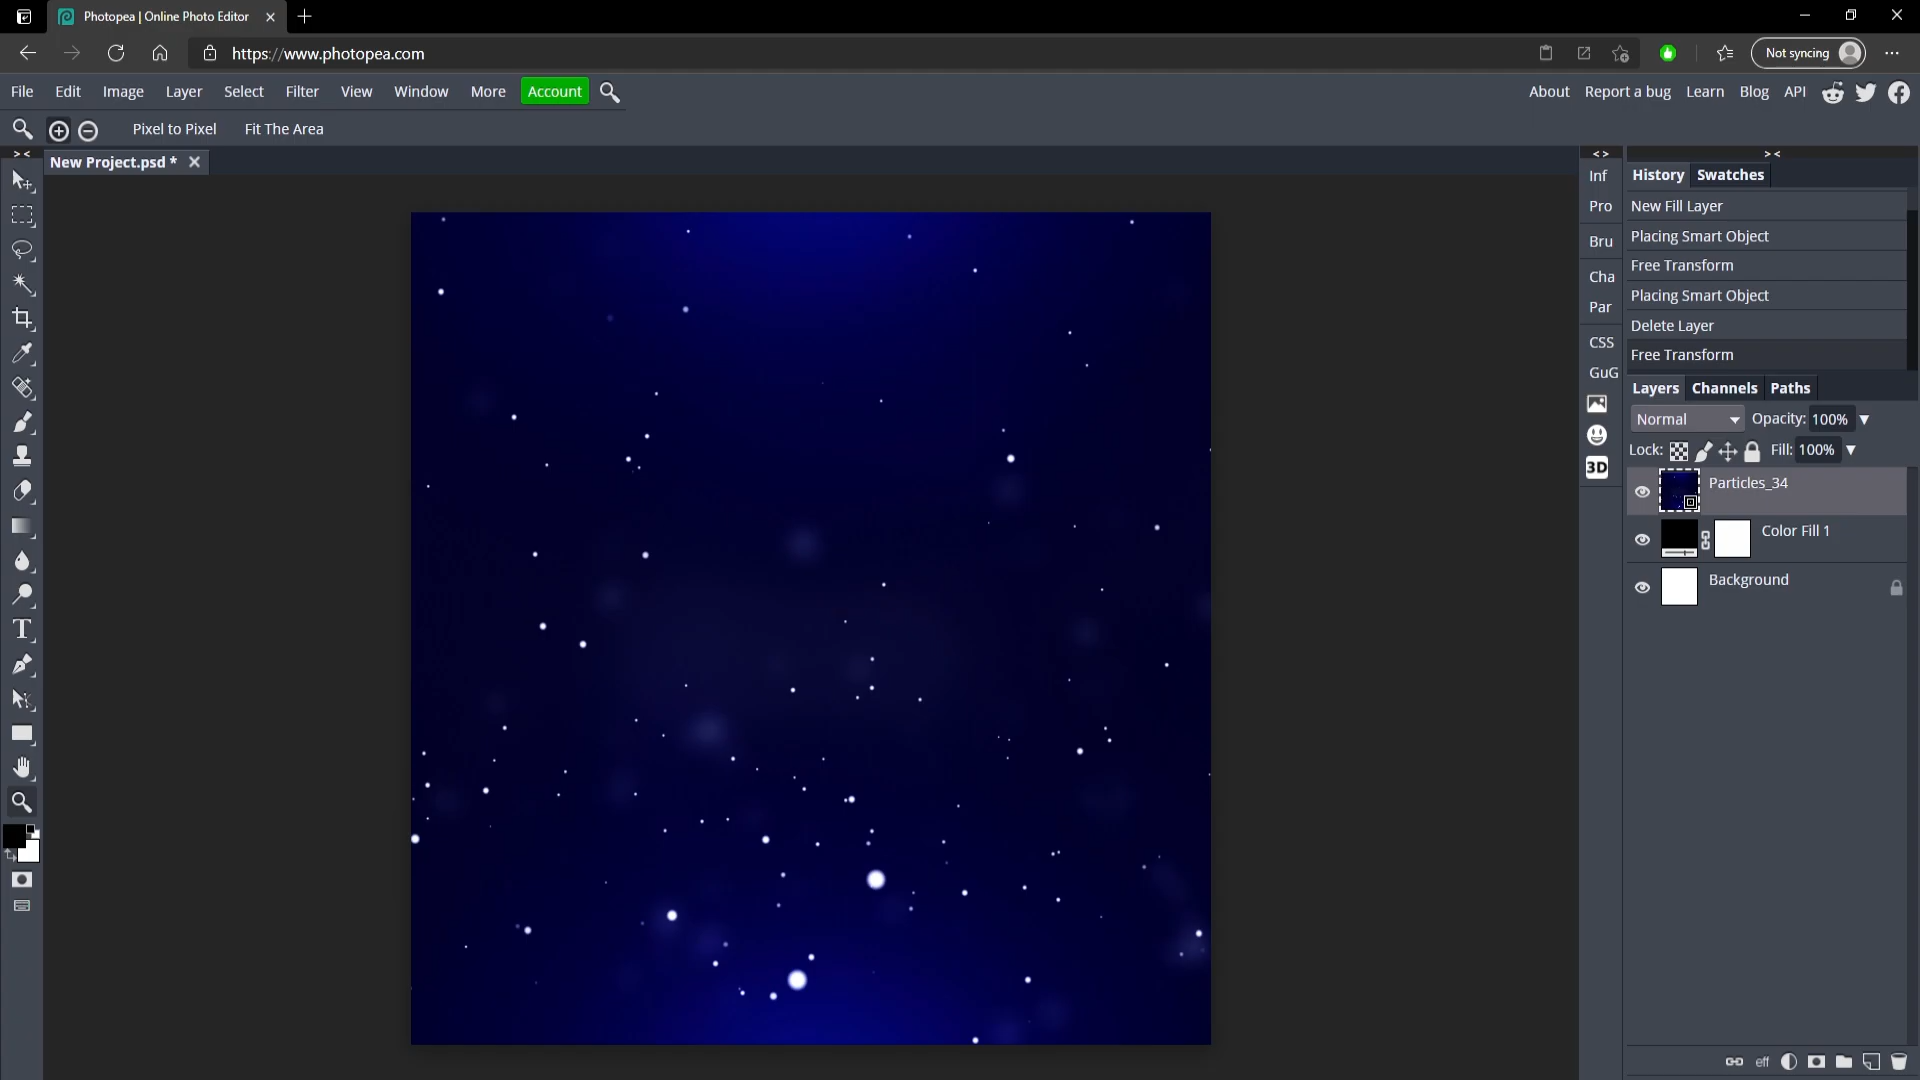 Photopea | Online Photo Editor
https://www.photopea.com
Not syncing
File Edit Image Layer Select Filter View Window More Account
About Report a bug Learn Blog API
Pixel to Pixel Fit The Area
New Project.psd *
Inf
Pro
Bru
Cha
Par
CSS
GuG
3D
History Swatches
New Fill Layer
Placing Smart Object
Free Transform
Placing Smart Object
Delete Layer
Free Transform
Layers Channels Paths
Normal Opacity: 100%
Lock: Fill: 100%
Particles_34
Color Fill 1
Background
T
eff